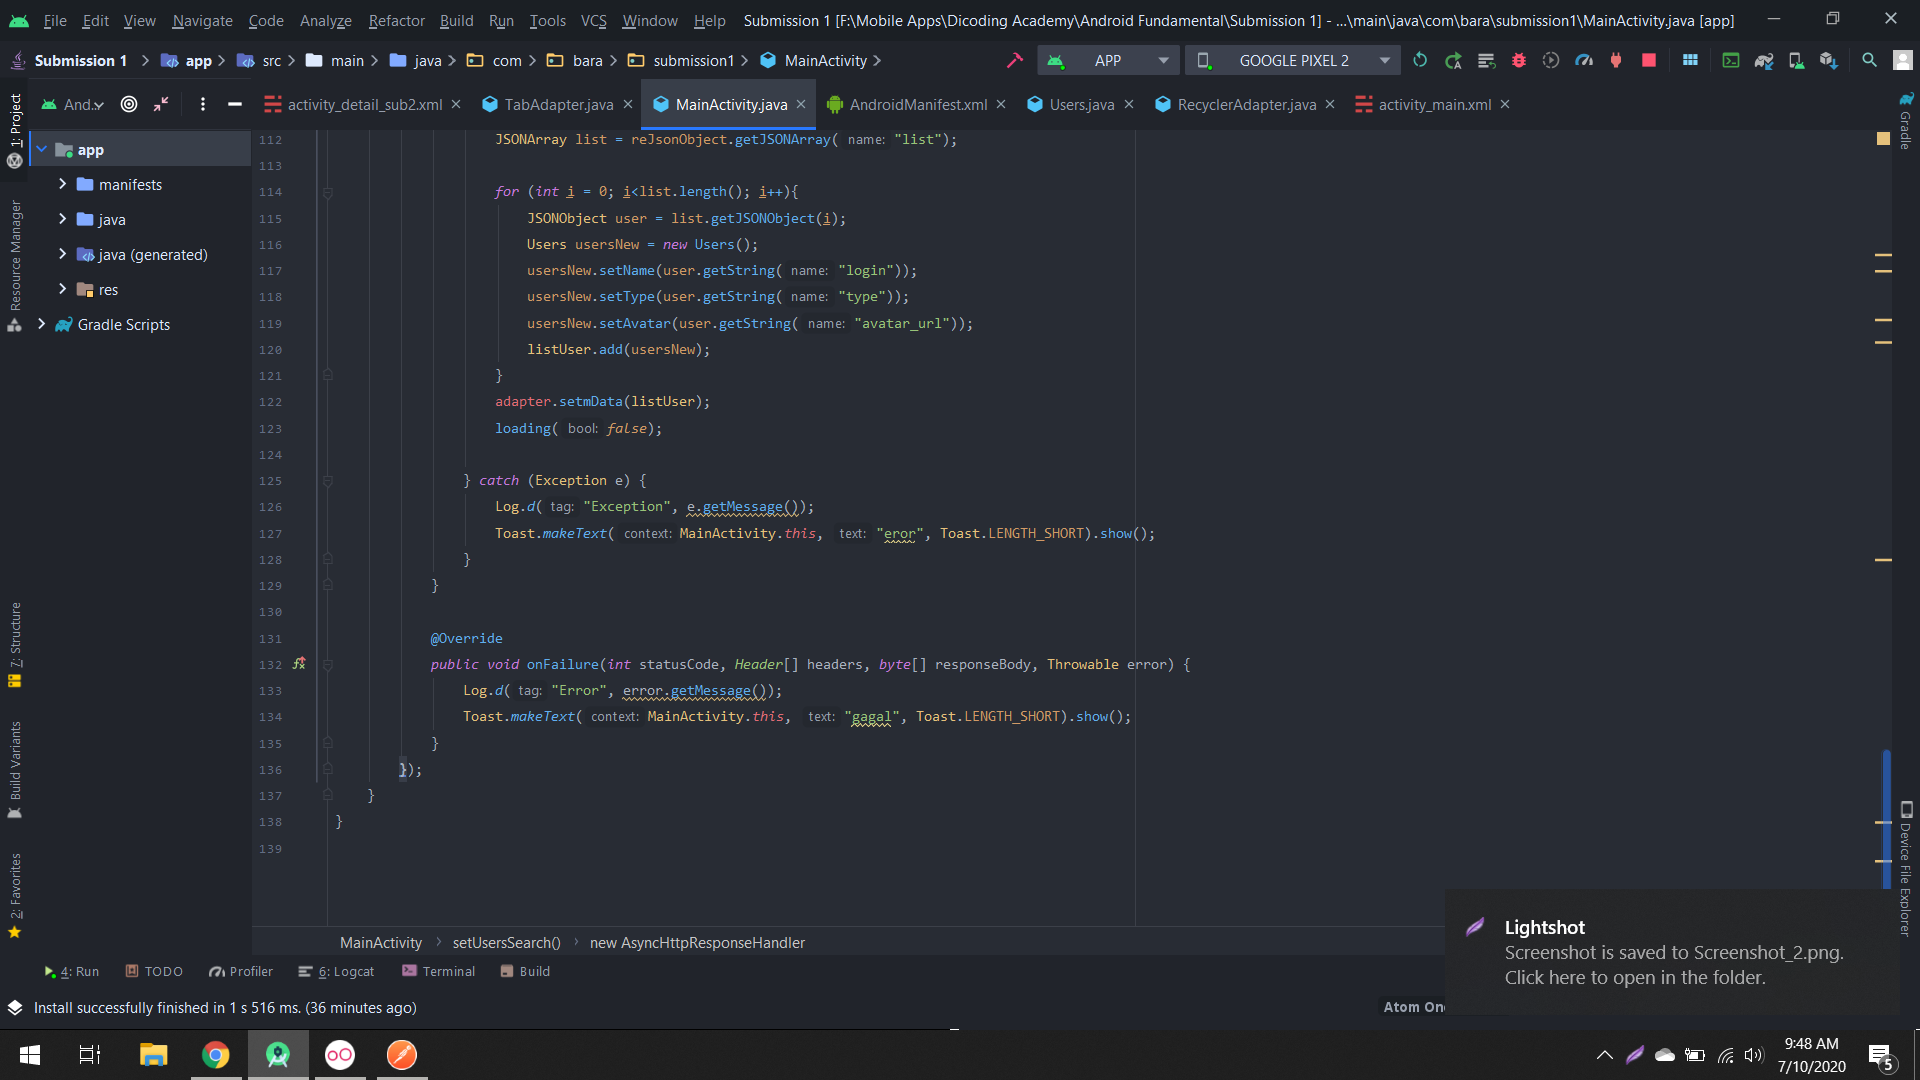 File Edit View Navigate Code Analyze Refactor Build Run Tools VCS Window Help Submission 1 [F:\Mobile Apps\Dicoding Academy\Android Fundamental\Submission 1] - ...\main\java\com\bara\submission1\MainActivity.java [app]
Submission 1 app src main java com bara submission1 MainActivity APP GOOGLE PIXEL 2
And.. activity_detail_sub2.xml TabAdapter.java MainActivity.java AndroidManifest.xml Users.java RecyclerAdapter.java activity_main.xml
1: Project
Resource Manager
7: Structure
Build Variants
2: Favorites
app
manifests
java
java (generated)
res
Gradle Scripts
112 JSONArray list = reJsonObject.getJSONArray( name: "list");
113
114 for (int i = 0; i<list.length(); i++){
115 JSONObject user = list.getJSONObject(i);
116 Users usersNew = new Users();
117 usersNew.setName(user.getString( name: "login"));
118 usersNew.setType(user.getString( name: "type"));
119 usersNew.setAvatar(user.getString( name: "avatar_url"));
120 listUser.add(usersNew);
121 }
122 adapter.setmData(listUser);
123 loading( bool: false);
124
125 } catch (Exception e) {
126 Log.d( tag: "Exception", e.getMessage());
127 Toast.makeText( context: MainActivity.this, text: "eror", Toast.LENGTH_SHORT).show();
128 }
129 }
130
131 @Override
132 public void onFailure(int statusCode, Header[] headers, byte[] responseBody, Throwable error) {
133 Log.d( tag: "Error", error.getMessage());
134 Toast.makeText( context: MainActivity.this, text: "gagal", Toast.LENGTH_SHORT).show();
135 }
136 });
137 }
138 }
139
Gradle
Device File Explorer
MainActivity setUsersSearch() new AsyncHttpResponseHandler
4: Run TODO Profiler 6: Logcat Terminal Build
Install successfully finished in 1 s 516 ms. (36 minutes ago)
Atom One
Lightshot
Screenshot is saved to Screenshot_2.png.
Click here to open in the folder.
9:48 AM
7/10/2020
5